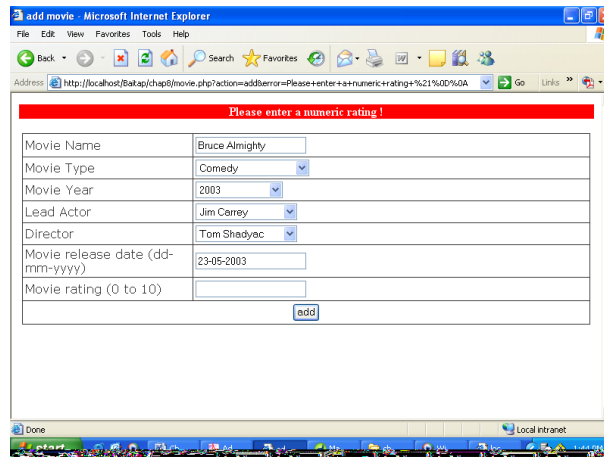 add movie - Microsoft Internet Explorer
File Edit View Favorites Tools Help
Back Search Favorites
Address http://localhost/Baitap/chap8/movie.php?action=add&error=Please+enter+a+numeric+rating+%21%0D%0A Go Links »
Please enter a numeric rating !
Movie Name Bruce Almighty
Movie Type Comedy
Movie Year 2003
Lead Actor Jim Carrey
Director Tom Shadyac
Movie release date (dd-
mm-yyyy) 23-05-2003
Movie rating (0 to 10)
add
Done Local intranet
start